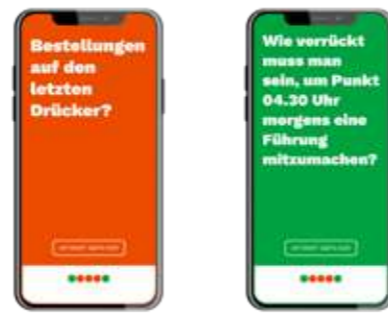 Bestellungen
auf den
letzten
Drücker?
Wie verrückt
muss man
sein, um Punkt
04.30 Uhr
morgens eine
Führung
mitzumachen?